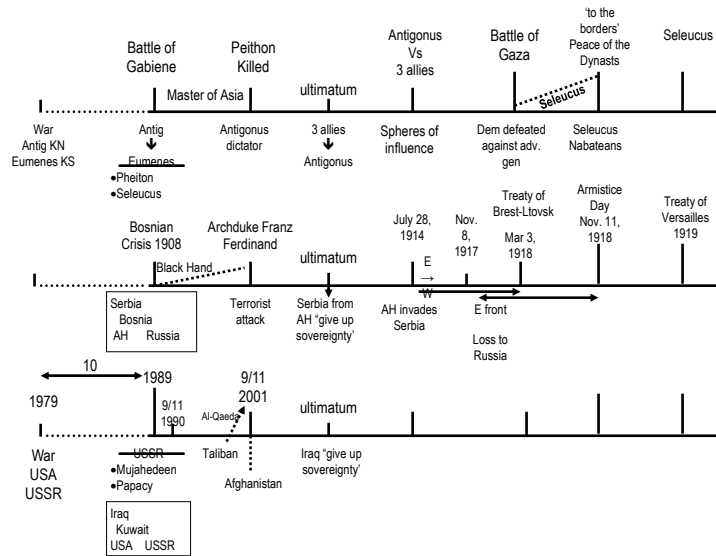 Battle of
Gabiene
Peithon
Killed
ultimatum
Antigonus
Vs
3 allies
Battle of
Gaza
‘to the
borders’
Peace of the
Dynasts
Seleucus
Master of Asia
Seleucus
War
Antig KN
Eumenes KS
Antig
Eumenes
●Pheiton
●Seleucus
Antigonus
dictator
3 allies
Antigonus
Spheres of
influence
Dem defeated
against adv.
gen
Seleucus
Nabateans
Bosnian
Crisis 1908
Archduke Franz
Ferdinand
ultimatum
July 28,
1914
Nov.
8,
1917
Treaty of
Brest-Ltovsk
Mar 3,
1918
Armistice
Day
Nov. 11,
1918
Treaty of
Versailles
1919
Black Hand
E
→
W
Serbia
Bosnia
AH Russia
Terrorist
attack
Serbia from
AH “give up
sovereignty’
AH invades
Serbia
E front
Loss to
Russia
10
1979
1989
9/11
1990
Al-Qaeda
9/11
2001
ultimatum
War
USA
USSR
USSR
●Mujahedeen
●Papacy
Taliban
Afghanistan
Iraq “give up
sovereignty’
Iraq
Kuwait
USA USSR